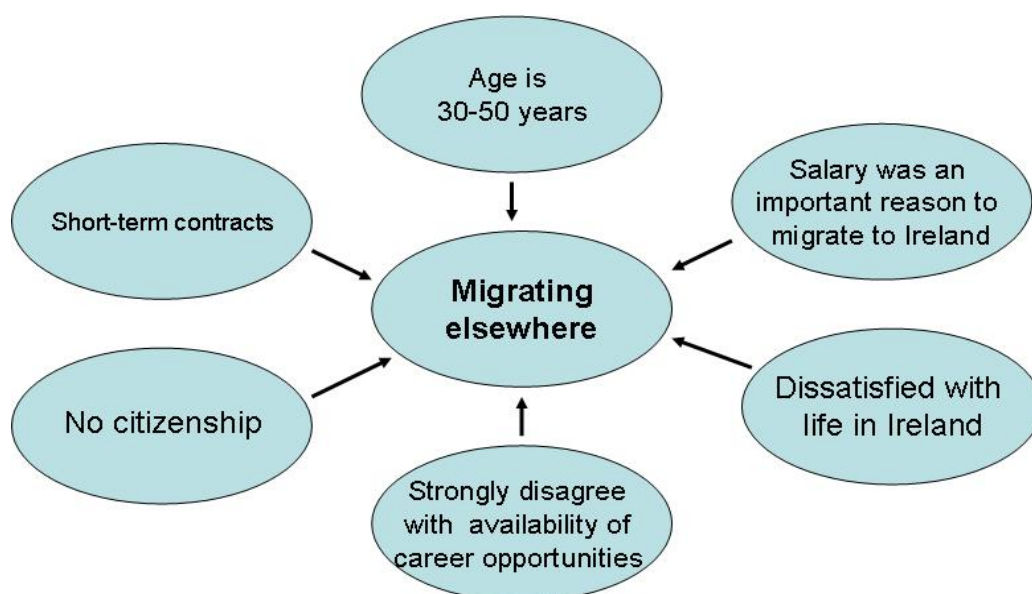 Age is
30-50 years
Short-term contracts
Salary was an
important reason to
migrate to Ireland
Migrating
elsewhere
No citizenship
Dissatisfied with
life in Ireland
Strongly disagree
with availability of
career opportunities